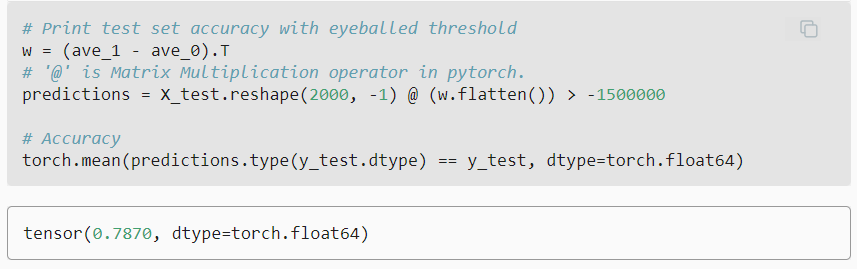 # Print test set accuracy with eyeballed threshold
w = (ave_1 - ave_0).T
# '@' is Matrix Multiplication operator in pytorch.
predictions = X_test.reshape(2000, -1) @ (w.flatten()) > -1500000
# Accuracy
torch.mean(predictions.type(y_test.dtype) == y_test, dtype=torch.float64)
tensor(0.7870, dtype=torch.float64)